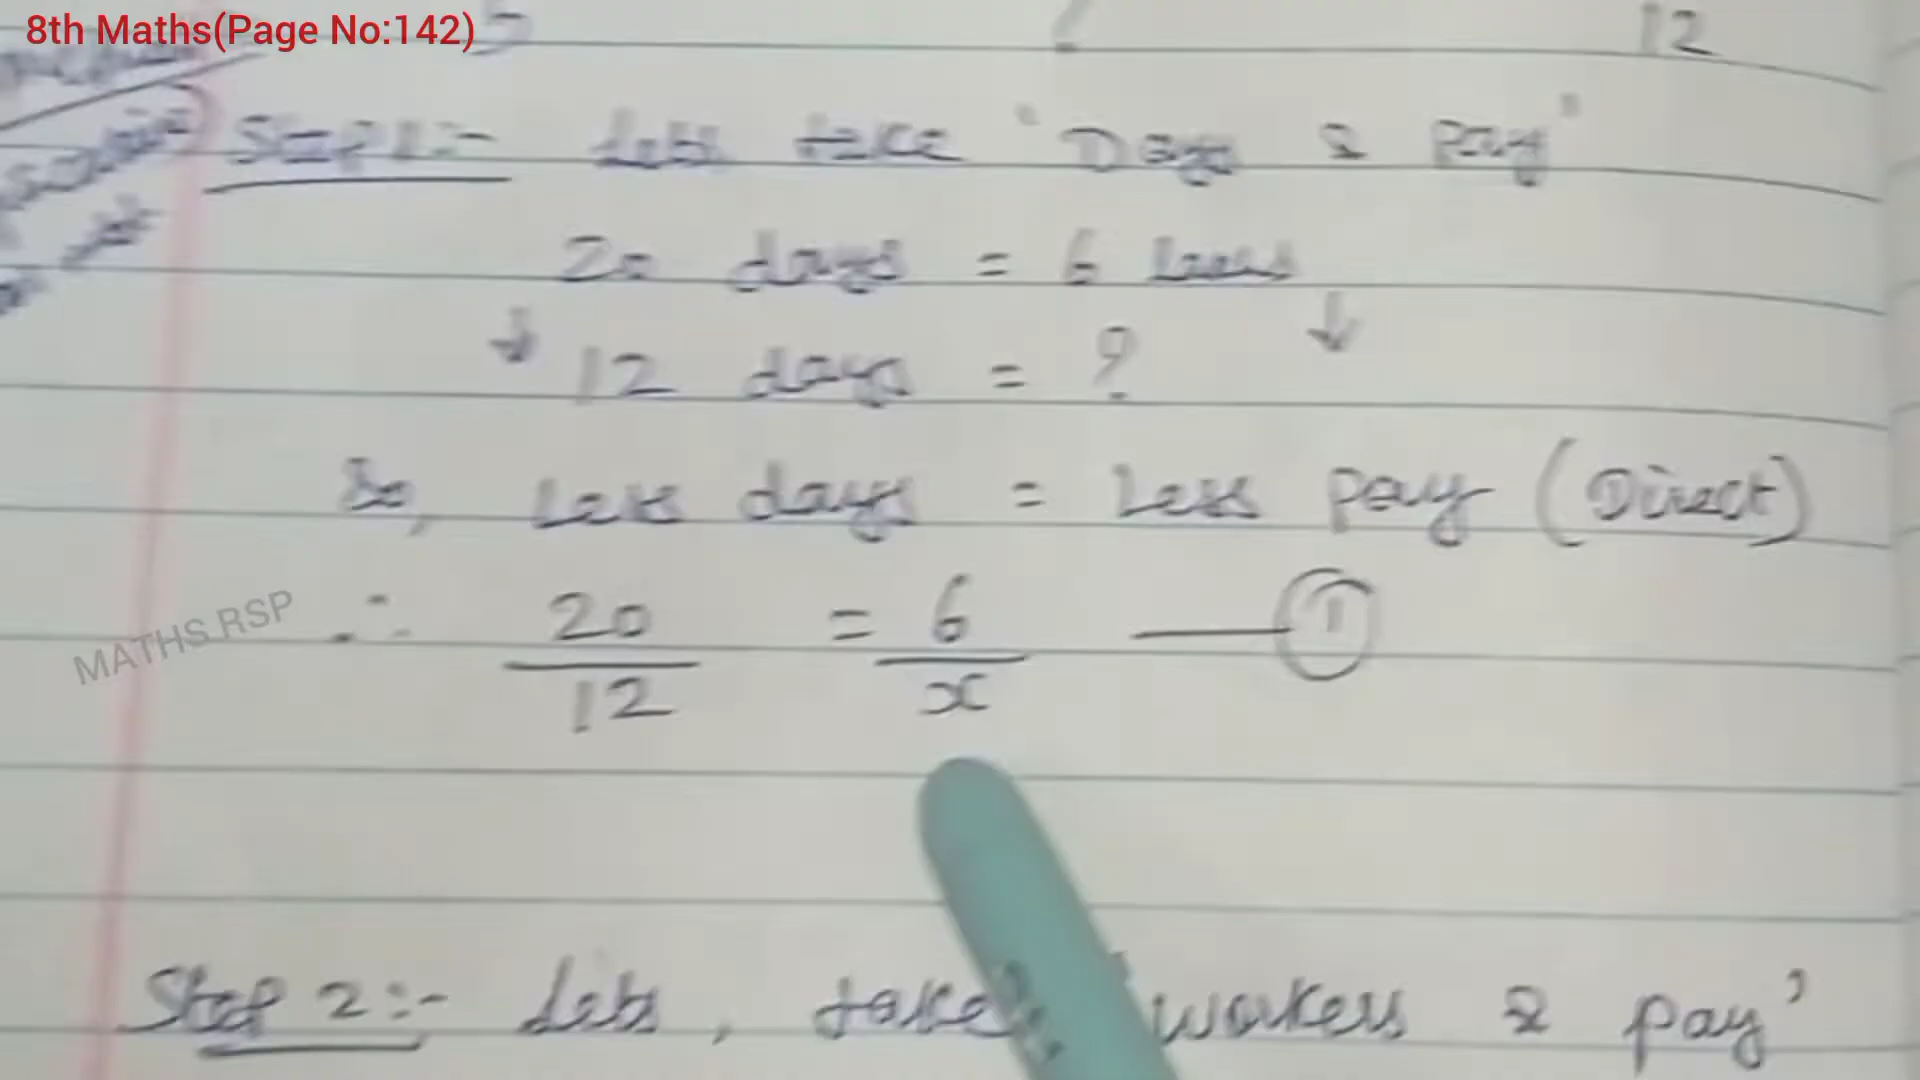 8th Maths(Page No:142)
5 ? 12
Step 1:- Lets take 'Days & Pay'
20 days = 6 lacs
↓ 12 days = ? ↓
So, Less days = Less pay (Direct)
∴ 20/12 = 6/x —— ①
MATHS RSP
Step 2:- Lets, take, 'workers & pay'